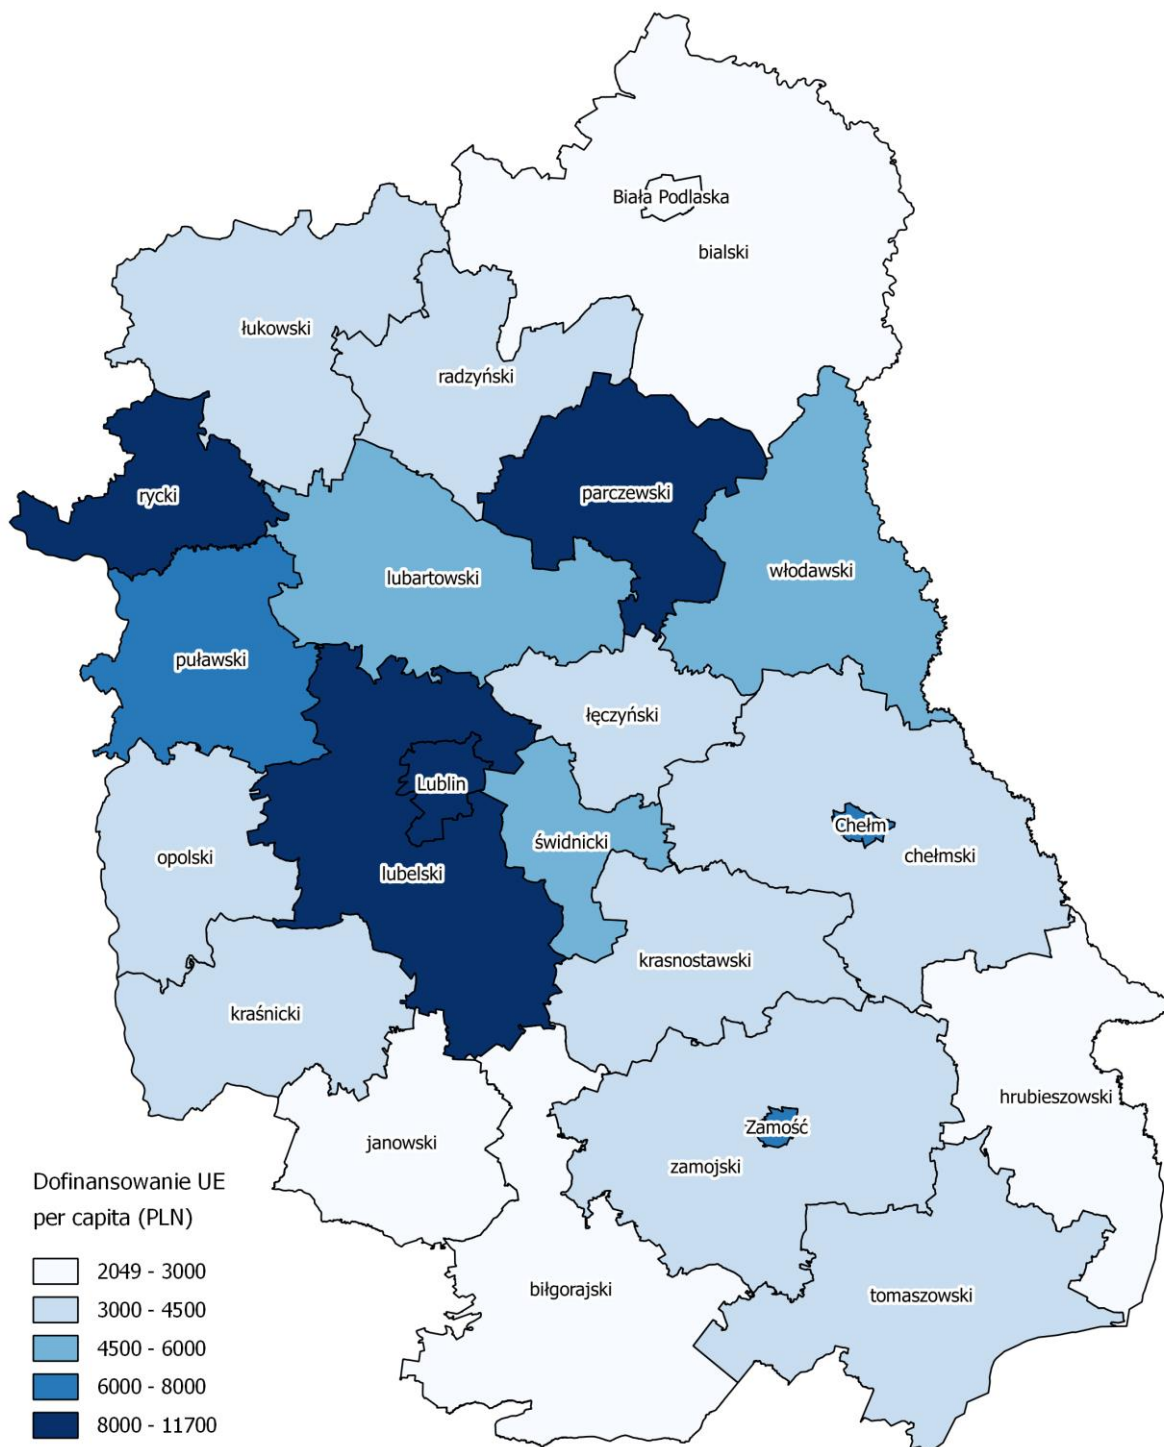 Biała Podlaska
bialski
łukowski
radzyński
rycki
parczewski
lubartowski
włodawski
puławski
łęczyński
Lublin
Chełm
świdnicki
opolski
chełmski
lubelski
krasnostawski
kraśnicki
hrubieszowski
Zamość
janowski
zamojski
biłgorajski
tomaszowski
Dofinansowanie UE
per capita (PLN)
2049 - 3000
3000 - 4500
4500 - 6000
6000 - 8000
8000 - 11700